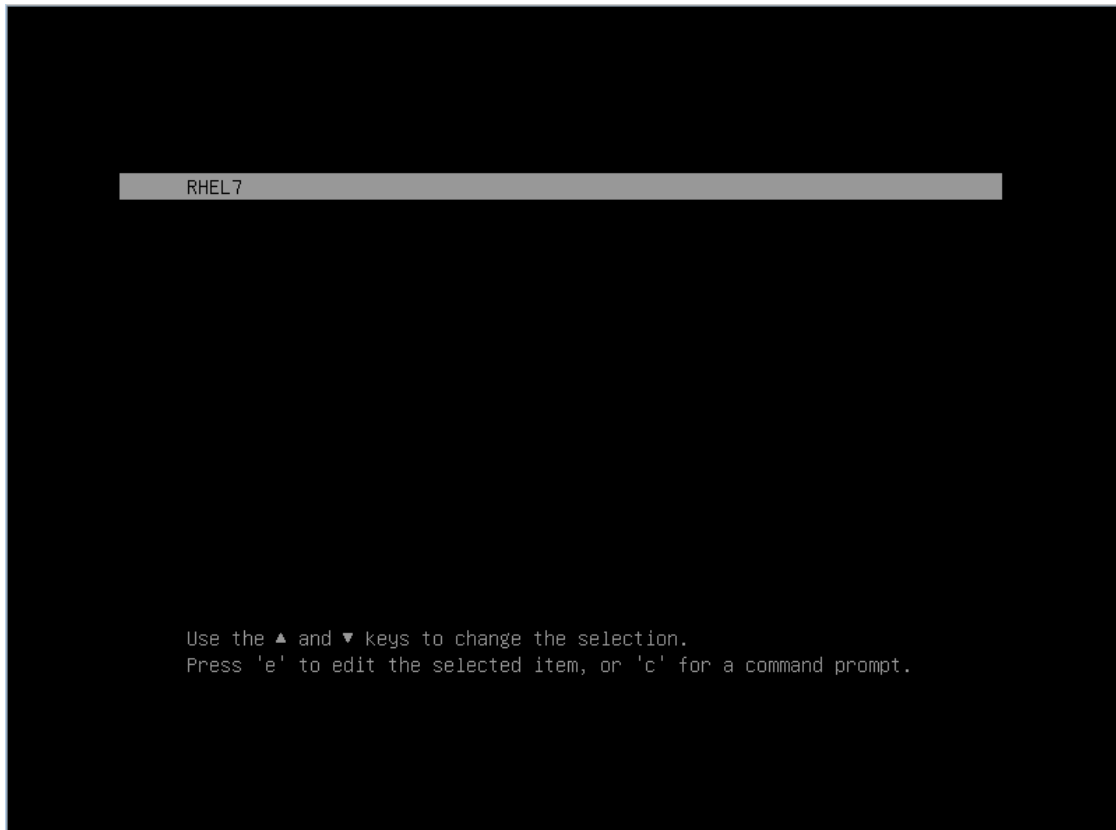 RHEL7
Use the ▲ and ▼ keys to change the selection.
Press 'e' to edit the selected item, or 'c' for a command prompt.